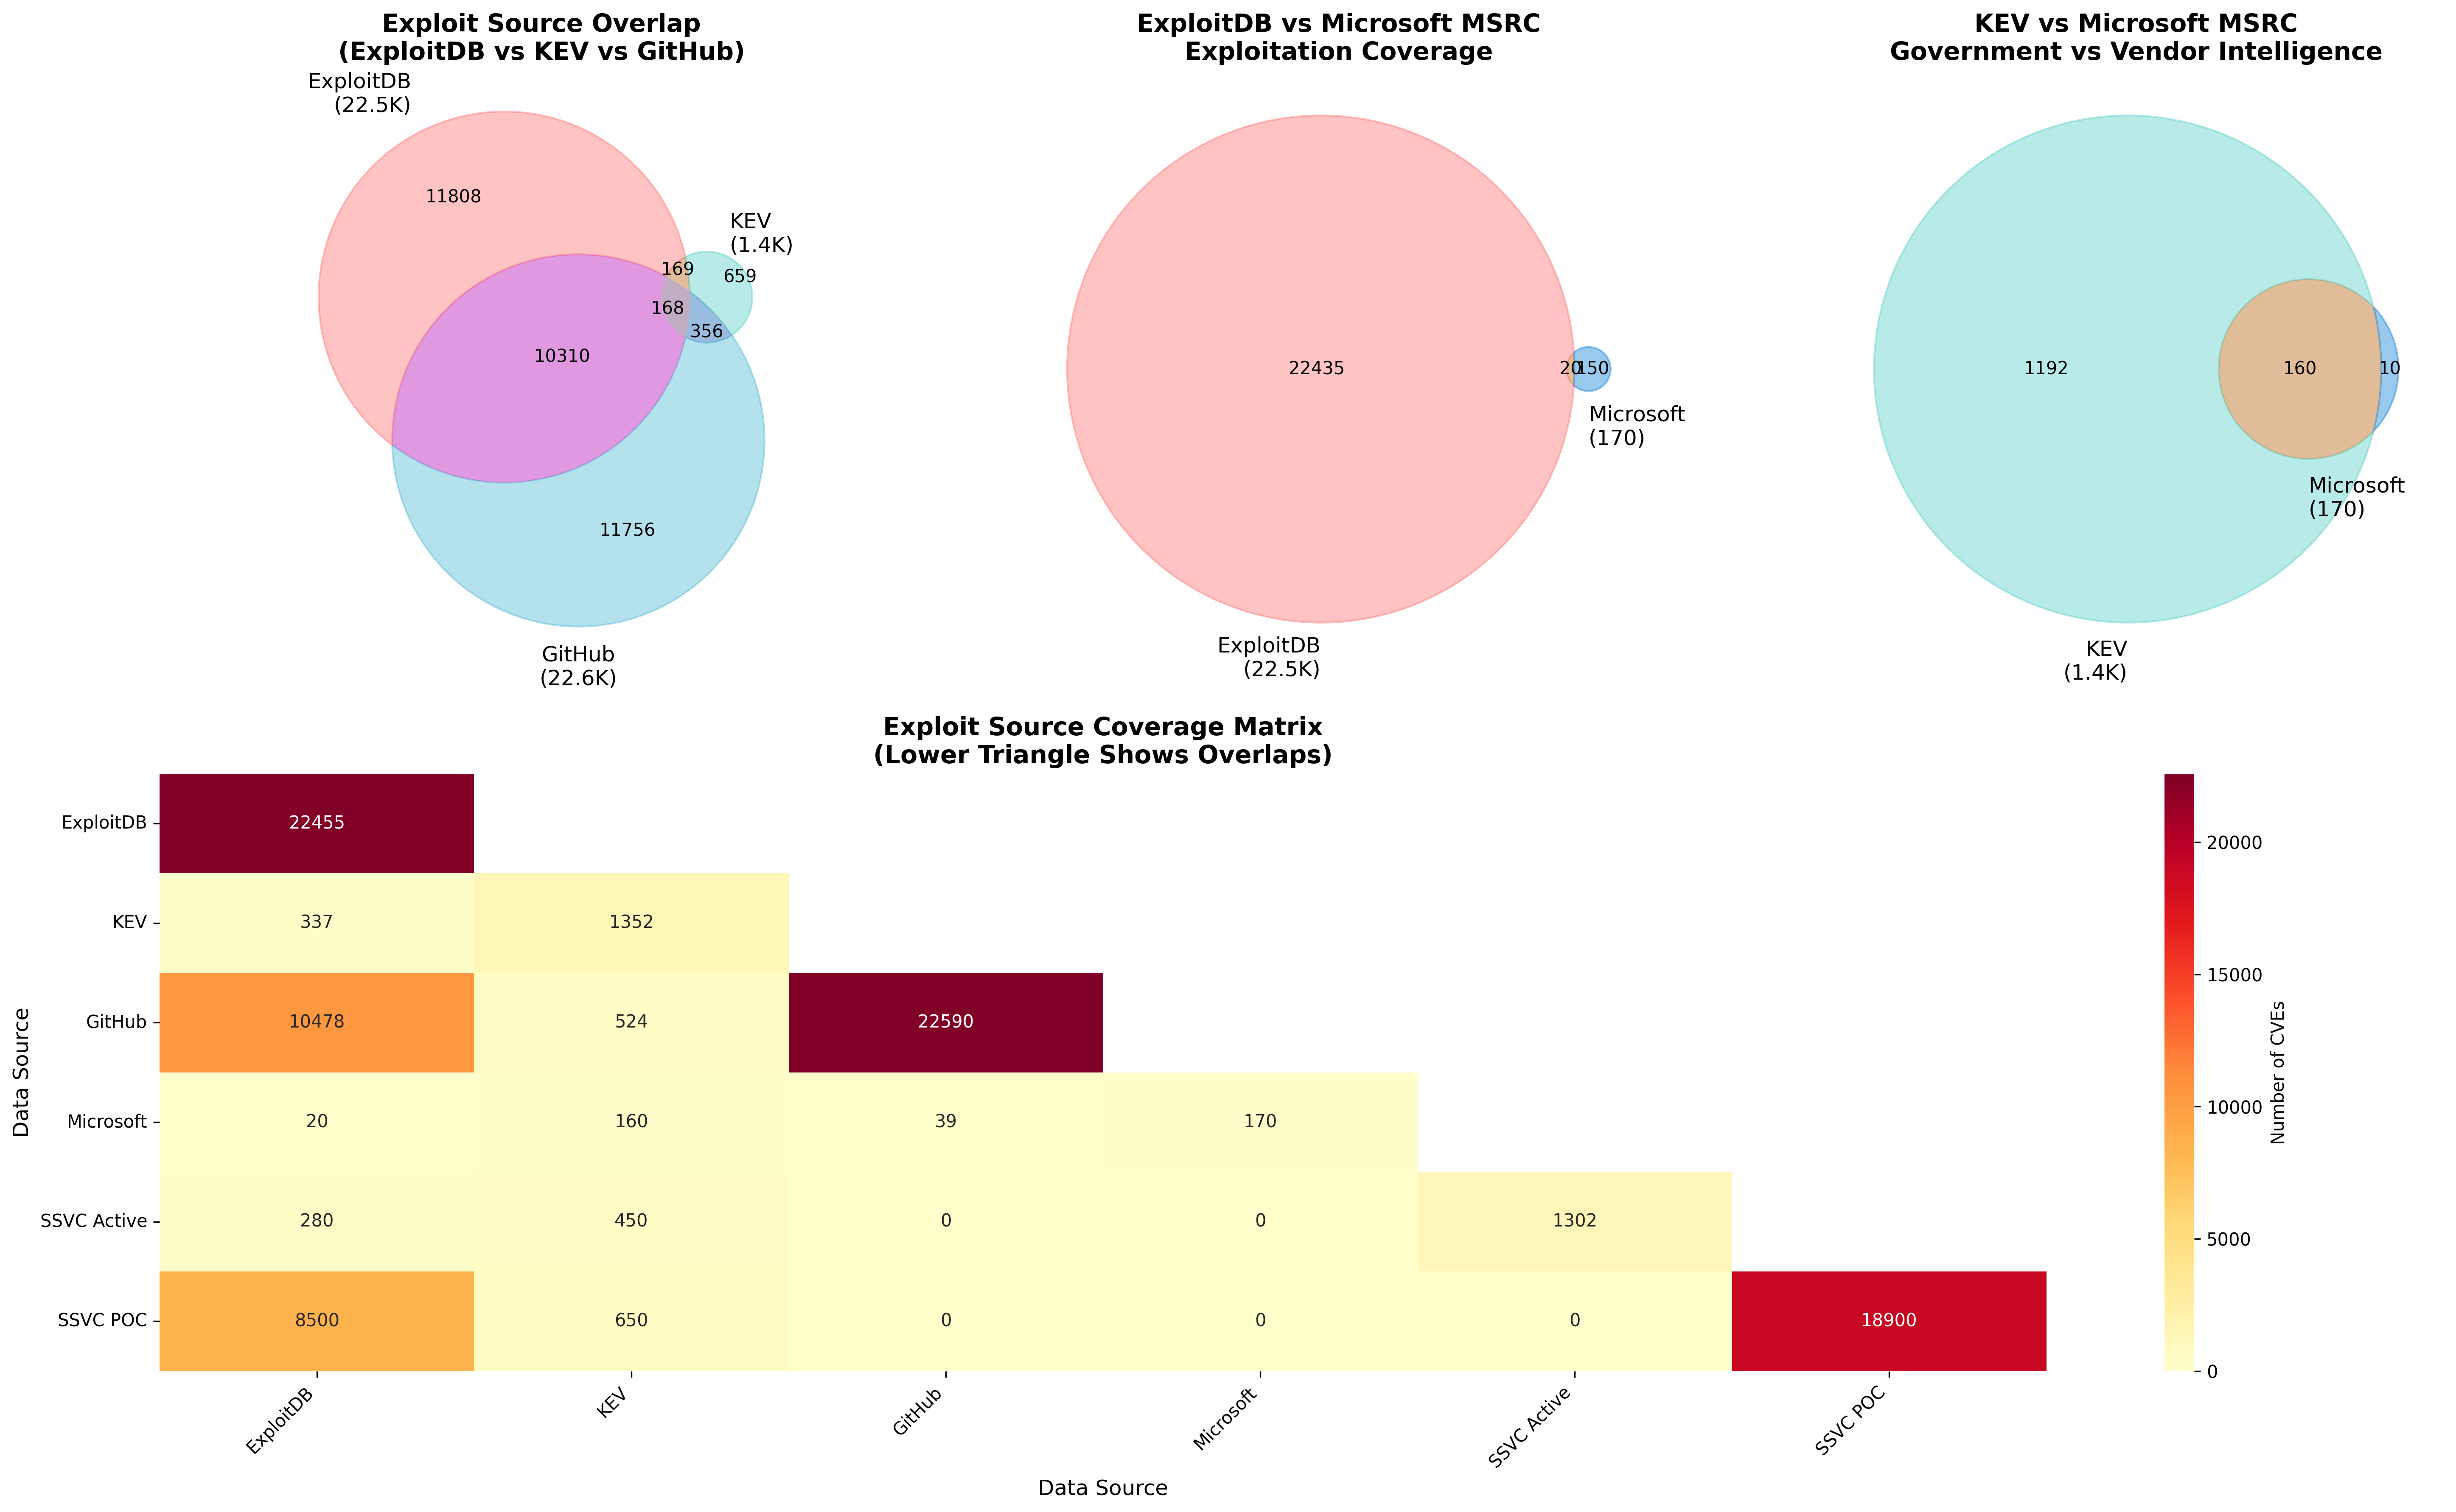 Exploit Source Overlap
(ExploitDB vs KEV vs GitHub)
ExploitDB
(22.5K)
11808
KEV
(1.4K)
169
659
168
356
10310
11756
GitHub
(22.6K)
ExploitDB vs Microsoft MSRC
Exploitation Coverage
22435
20
150
Microsoft
(170)
ExploitDB
(22.5K)
KEV vs Microsoft MSRC
Government vs Vendor Intelligence
1192
160
10
Microsoft
(170)
KEV
(1.4K)
Exploit Source Coverage Matrix
(Lower Triangle Shows Overlaps)
Data Source
ExploitDB
22455
KEV
337
1352
GitHub
10478
524
22590
Microsoft
20
160
39
170
SSVC Active
280
450
0
0
1302
SSVC POC
8500
650
0
0
0
18900
ExploitDB
KEV
GitHub
Microsoft
SSVC Active
SSVC POC
Data Source
20000
15000
10000
5000
0
Number of CVEs